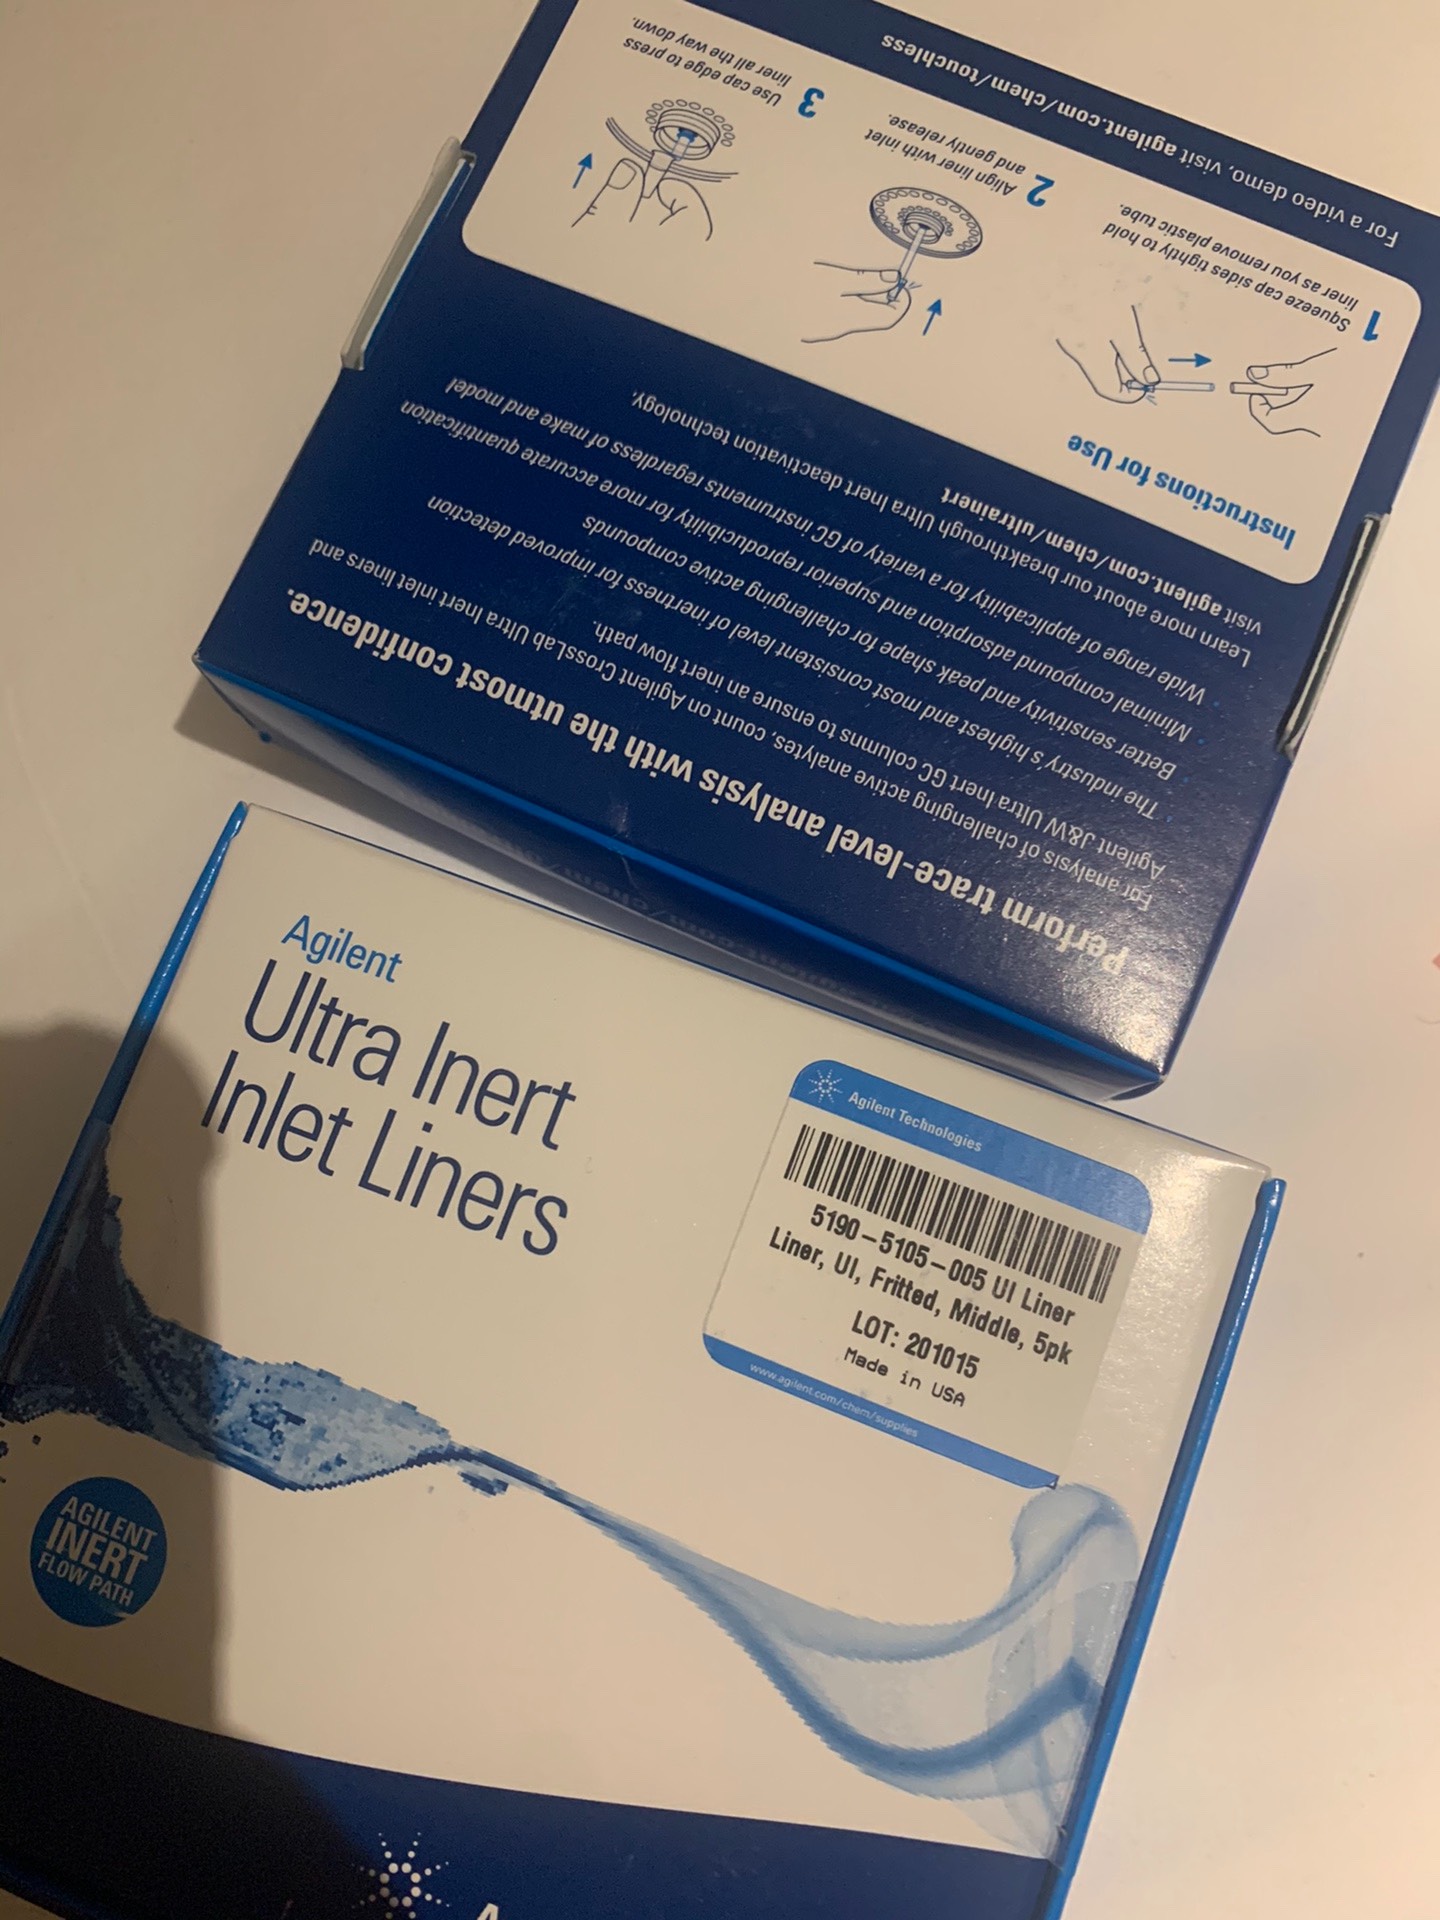 Perform trace-level analysis with the utmost confidence.
For analysis of challenging active analytes, count on Agilent CrossLab Ultra Inert inlet liners and
Agilent J&W Ultra Inert GC columns to ensure an inert flow path.
· The industry's highest and most consistent level of inertness for improved detection
· Better sensitivity and peak shape for challenging active compounds
· Minimal compound adsorption and superior reproducibility for more accurate quantification
· Wide range of applicability for a variety of GC instruments regardless of make and model
Learn more about our breakthrough Ultra Inert deactivation technology,
visit agilent.com/chem/ultrainert
Instructions for Use
1 Squeeze cap sides tightly to hold
liner as you remove plastic tube.
2 Align liner with inlet
and gently release.
3 Use cap edge to press
liner all the way down.
For a video demo, visit agilent.com/chem/touchless
Agilent
Ultra Inert
Inlet Liners
Agilent Technologies
5190-5105-005 UI Liner
Liner, UI, Fritted, Middle, 5pk
LOT: 201015
Made in USA
www.agilent.com/chem/supplies
AGILENT
INERT
FLOW PATH